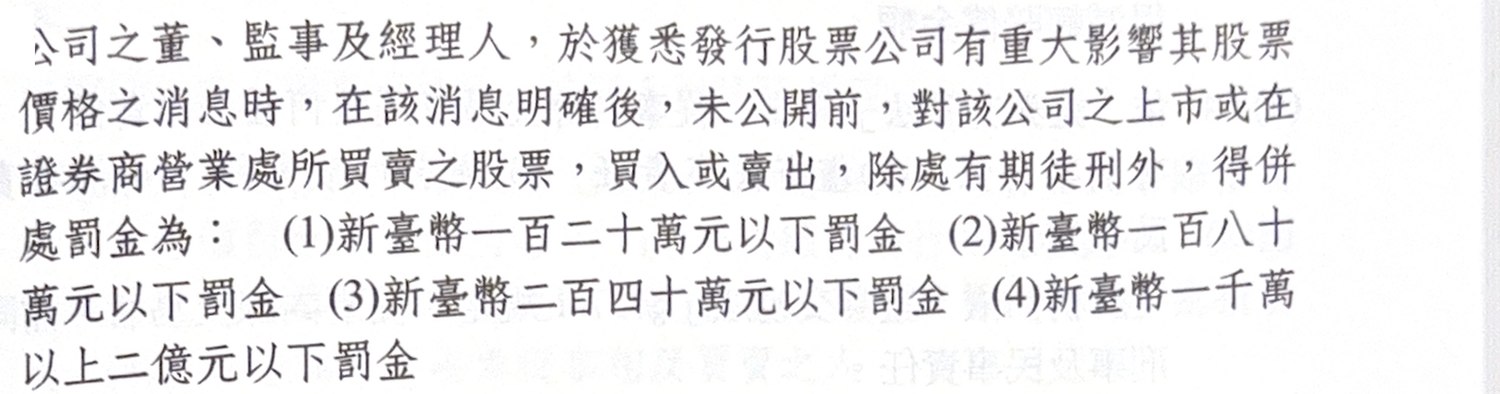 公司之董、監事及經理人，於獲悉發行股票公司有重大影響其股票
價格之消息時，在該消息明確後，未公開前，對該公司之上市或在
證券商營業處所買賣之股票，買入或賣出，除處有期徒刑外，得併
處罰金為： (1)新臺幣一百二十萬元以下罰金 (2)新臺幣一百八十
萬元以下罰金 (3)新臺幣二百四十萬元以下罰金 (4)新臺幣一千萬
以上二億元以下罰金